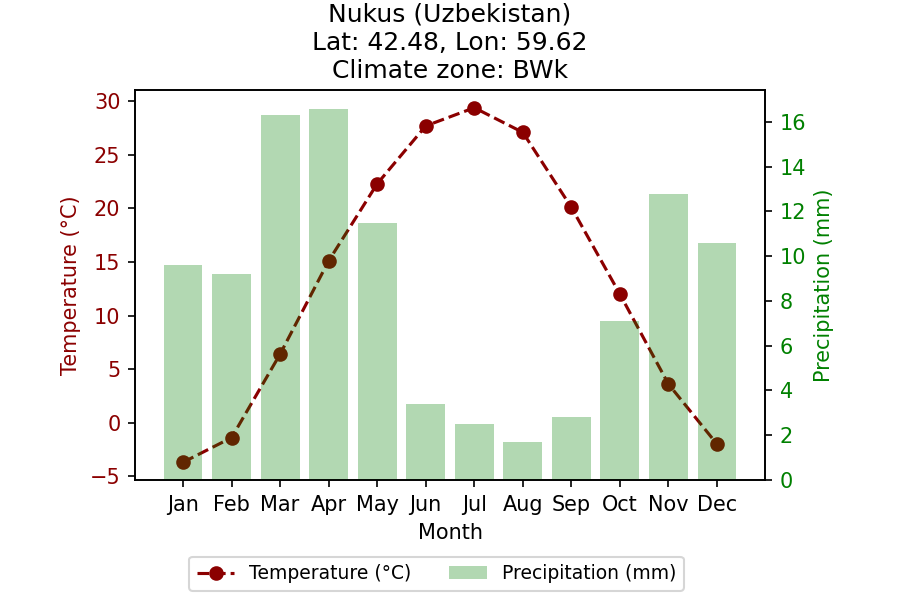 Nukus (Uzbekistan)
Lat: 42.48, Lon: 59.62
Climate zone: BWk
30
25
20
15
10
5
0
−5
Temperature (°C)
16
14
12
10
8
6
4
2
0
Precipitation (mm)
Jan Feb Mar Apr May Jun Jul Aug Sep Oct Nov Dec
Month
Temperature (°C) Precipitation (mm)